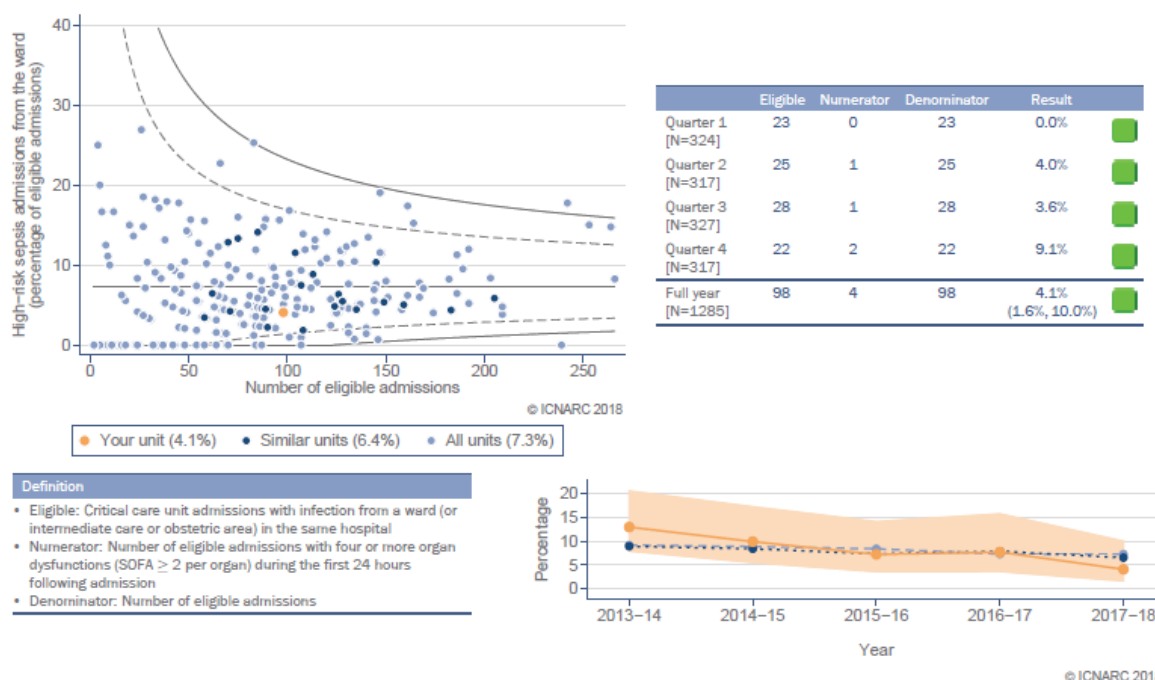 High-risk sepsis admissions from the ward
(percentage of eligible admissions)
40
30
20
10
0
0 50 100 150 200 250
Number of eligible admissions
© ICNARC 2018
Your unit (4.1%) Similar units (6.4%) All units (7.3%)
Eligible Numerator Denominator Result
Quarter 1 23 0 23 0.0%
[N=324]
Quarter 2 25 1 25 4.0%
[N=317]
Quarter 3 28 1 28 3.6%
[N=327]
Quarter 4 22 2 22 9.1%
[N=317]
Full year 98 4 98 4.1%
[N=1285] (1.6%, 10.0%)
Definition
• Eligible: Critical care unit admissions with infection from a ward (or
intermediate care or obstetric area) in the same hospital
• Numerator: Number of eligible admissions with four or more organ
dysfunctions (SOFA ≥ 2 per organ) during the first 24 hours
following admission
• Denominator: Number of eligible admissions
Percentage
20
15
10
5
0
2013–14 2014–15 2015–16 2016–17 2017–18
Year
© ICNARC 201